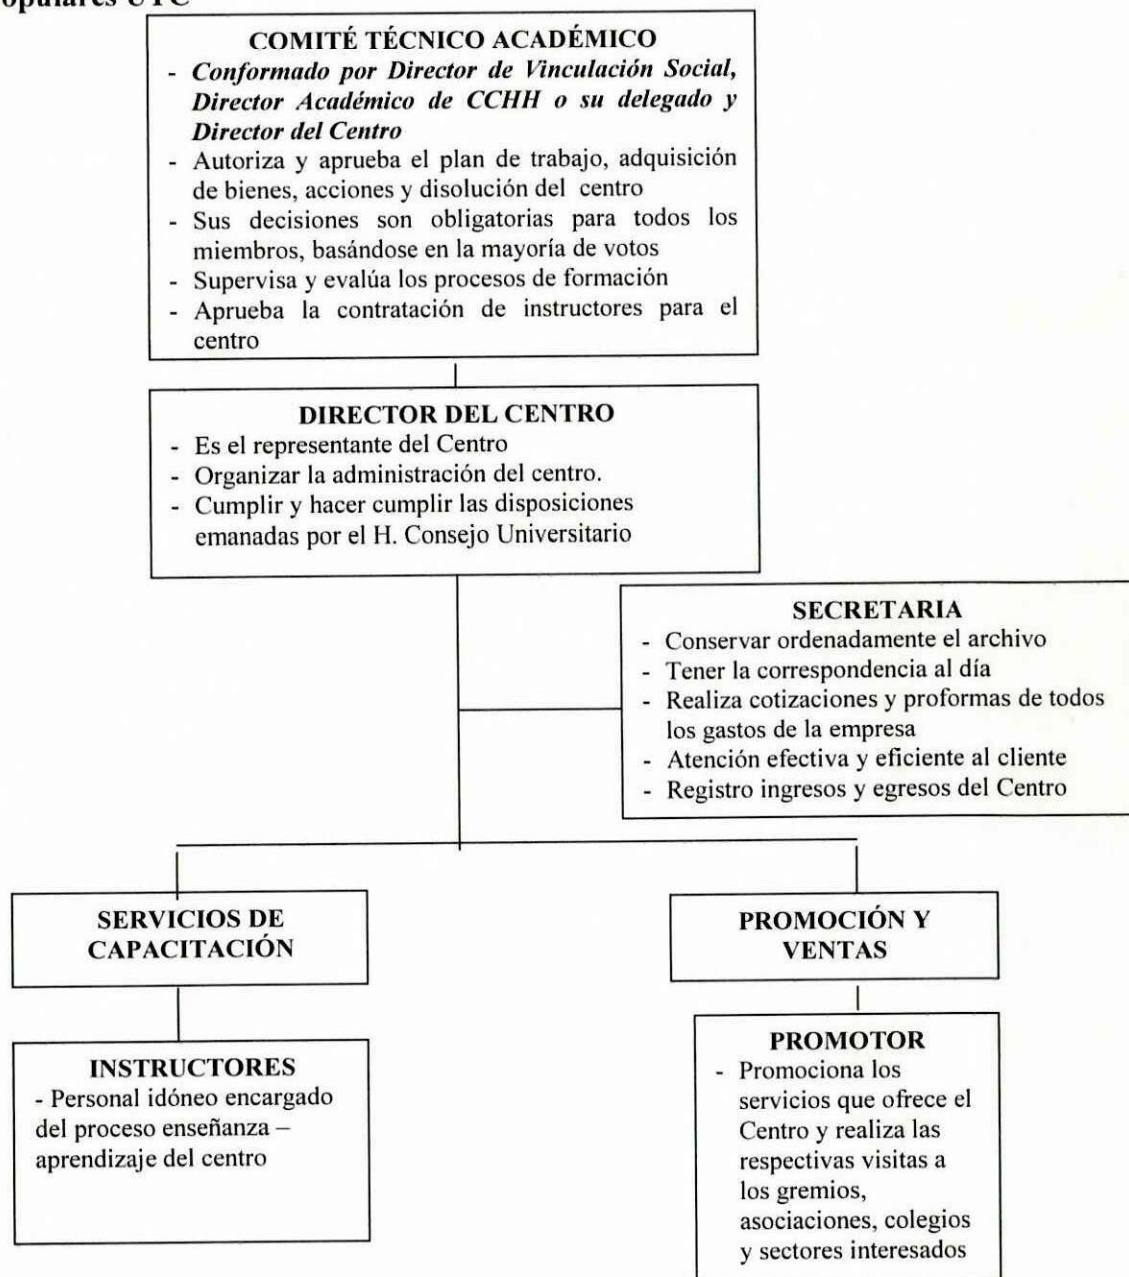 UTC
COMITÉ TÉCNICO ACADÉMICO
- Conformado por Director de Vinculación Social,
Director Académico de CCHH o su delegado y
Director del Centro
- Autoriza y aprueba el plan de trabajo, adquisición
de bienes, acciones y disolución del centro
- Sus decisiones son obligatorias para todos los
miembros, basándose en la mayoría de votos
- Supervisa y evalúa los procesos de formación
- Aprueba la contratación de instructores para el
centro
DIRECTOR DEL CENTRO
- Es el representante del Centro
- Organizar la administración del centro.
- Cumplir y hacer cumplir las disposiciones
emanadas por el H. Consejo Universitario
SECRETARIA
- Conservar ordenadamente el archivo
- Tener la correspondencia al día
- Realiza cotizaciones y proformas de todos
los gastos de la empresa
- Atención efectiva y eficiente al cliente
- Registro ingresos y egresos del Centro
SERVICIOS DE
CAPACITACIÓN
PROMOCIÓN Y
VENTAS
INSTRUCTORES
- Personal idóneo encargado
del proceso enseñanza –
aprendizaje del centro
PROMOTOR
- Promociona los
servicios que ofrece el
Centro y realiza las
respectivas visitas a
los gremios,
asociaciones, colegios
y sectores interesados